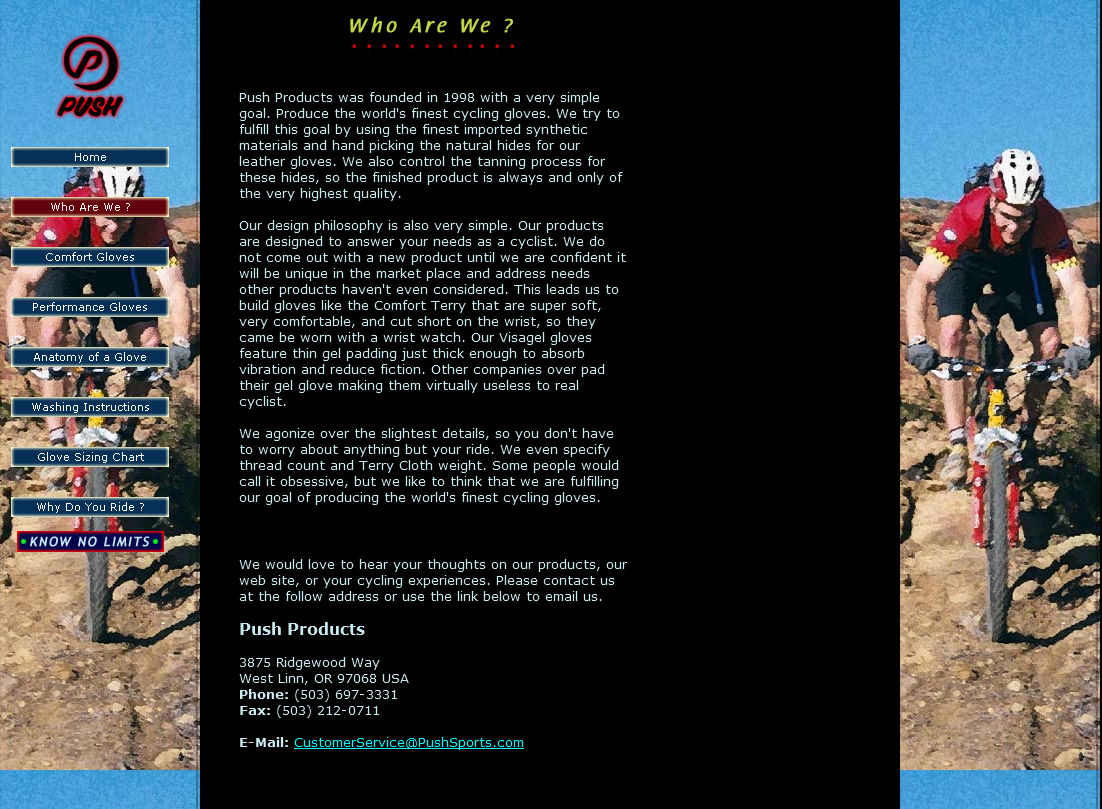 Who Are We ?
PUSH
Home
Who Are We ?
Comfort Gloves
Performance Gloves
Anatomy of a Glove
Washing Instructions
Glove Sizing Chart
Why Do You Ride ?
KNOW NO LIMITS
Push Products was founded in 1998 with a very simple
goal. Produce the world's finest cycling gloves. We try to
fulfill this goal by using the finest imported synthetic
materials and hand picking the natural hides for our
leather gloves. We also control the tanning process for
these hides, so the finished product is always and only of
the very highest quality.
Our design philosophy is also very simple. Our products
are designed to answer your needs as a cyclist. We do
not come out with a new product until we are confident it
will be unique in the market place and address needs
other products haven't even considered. This leads us to
build gloves like the Comfort Terry that are super soft,
very comfortable, and cut short on the wrist, so they
came be worn with a wrist watch. Our Visagel gloves
feature thin gel padding just thick enough to absorb
vibration and reduce fiction. Other companies over pad
their gel glove making them virtually useless to real
cyclist.
We agonize over the slightest details, so you don't have
to worry about anything but your ride. We even specify
thread count and Terry Cloth weight. Some people would
call it obsessive, but we like to think that we are fulfilling
our goal of producing the world's finest cycling gloves.
We would love to hear your thoughts on our products, our
web site, or your cycling experiences. Please contact us
at the follow address or use the link below to email us.
Push Products
3875 Ridgewood Way
West Linn, OR 97068 USA
Phone: (503) 697-3331
Fax: (503) 212-0711
E-Mail: CustomerService@PushSports.com